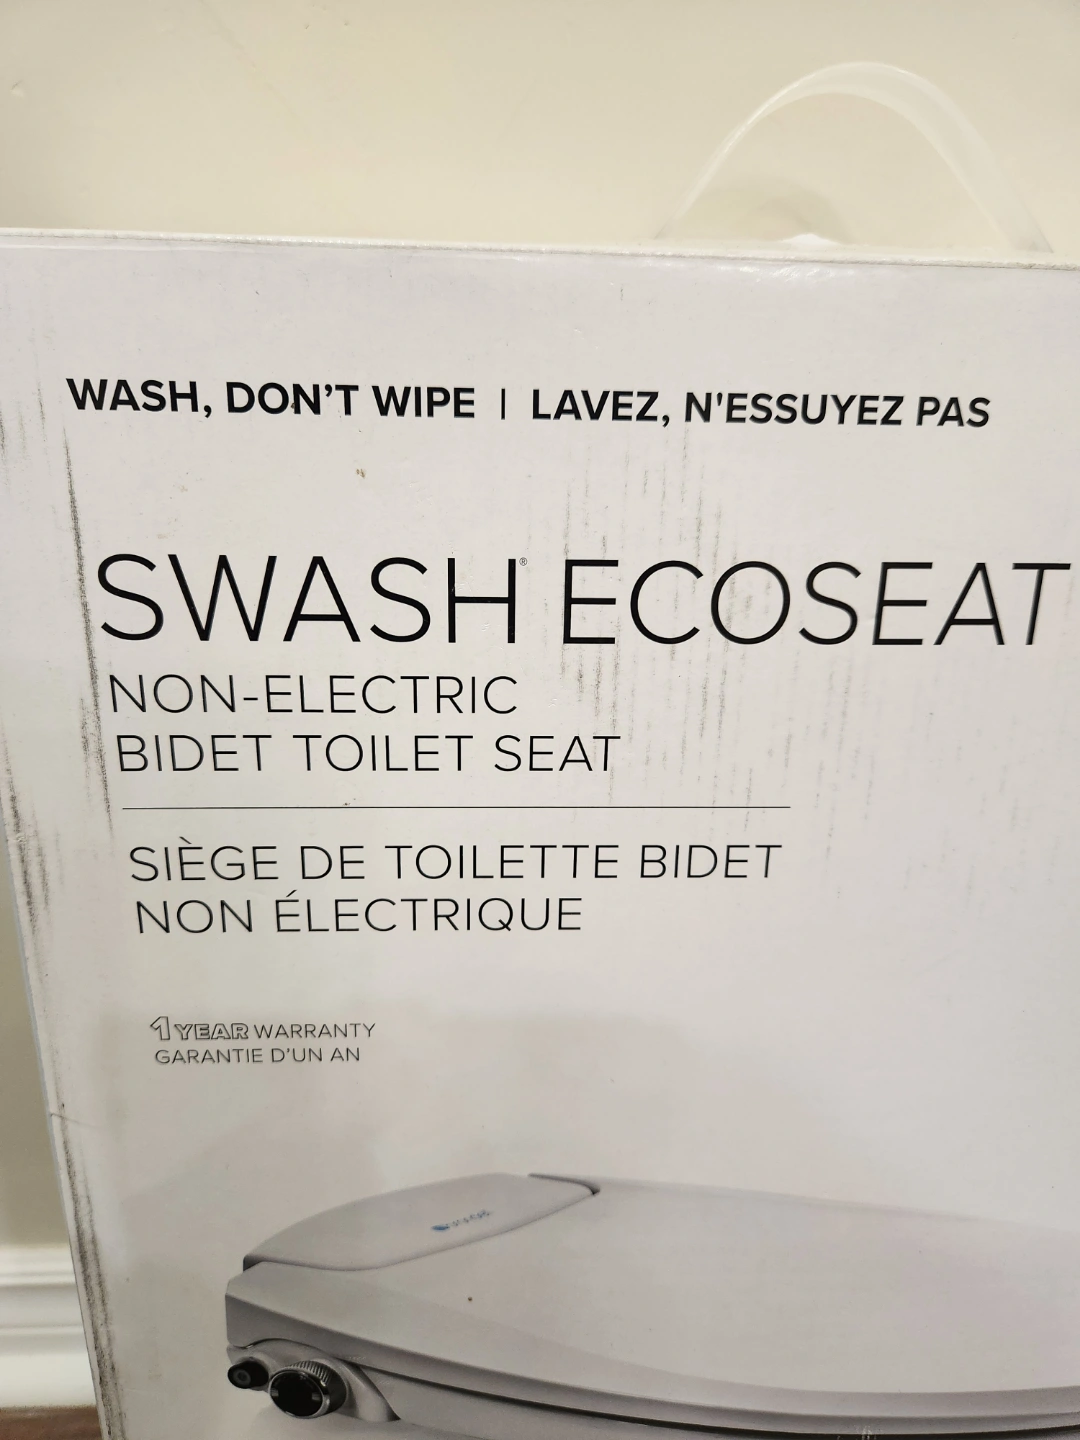 WASH, DON'T WIPE | LAVEZ, N'ESSUYEZ PAS
SWASH® ECOSEAT
NON-ELECTRIC
BIDET TOILET SEAT
SIÈGE DE TOILETTE BIDET
NON ÉLECTRIQUE
1 YEAR WARRANTY
GARANTIE D'UN AN